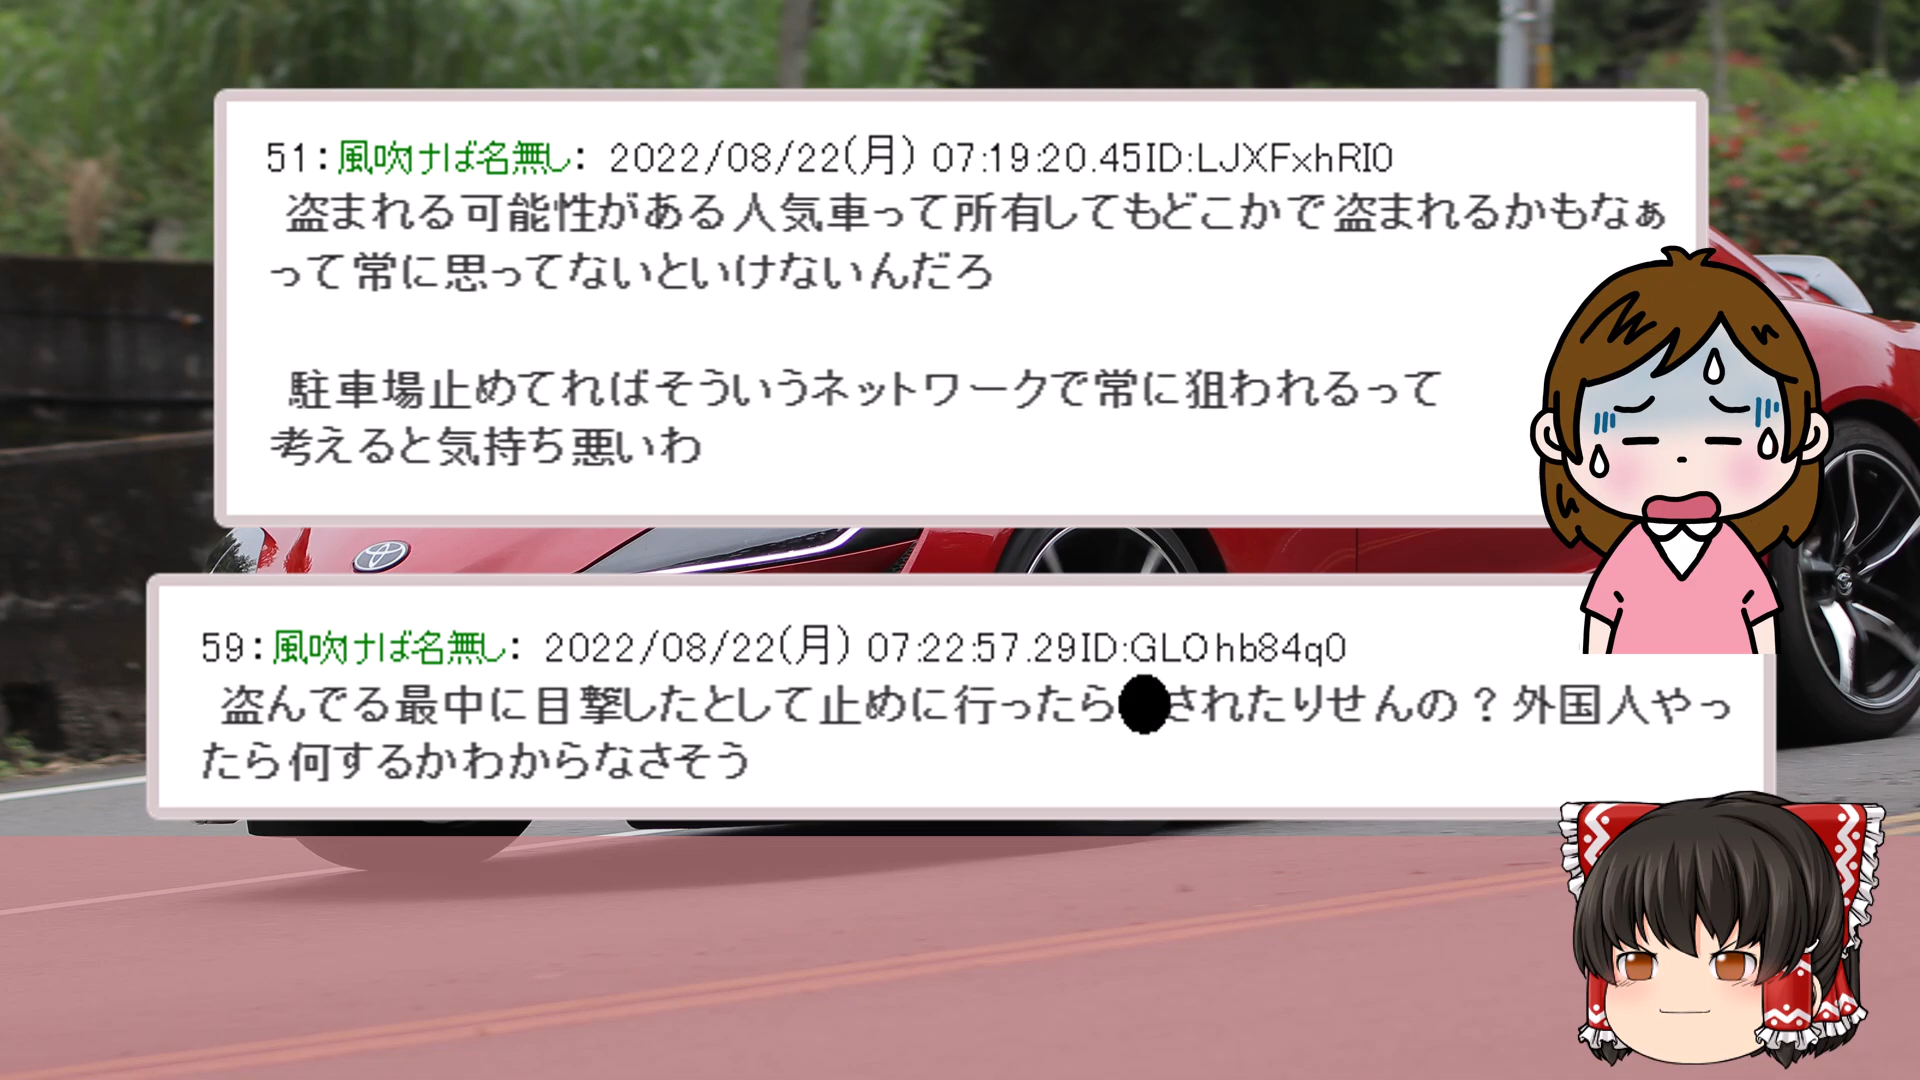 51：風吹けば名無し： 2022/08/22(月) 07:19:20.45ID:LJXFxhRI0
盗まれる可能性がある人気車って所有してもどこかで盗まれるかもなぁ
って常に思ってないといけないんだろ
駐車場止めてればそういうネットワークで常に狙われるって
考えると気持ち悪いわ
59：風吹けば名無し： 2022/08/22(月) 07:22:57.29ID:GLOhb84q0
盗んでる最中に目撃したとして止めに行ったら●されたりせんの？外国人やっ
たら何するかわからなさそう